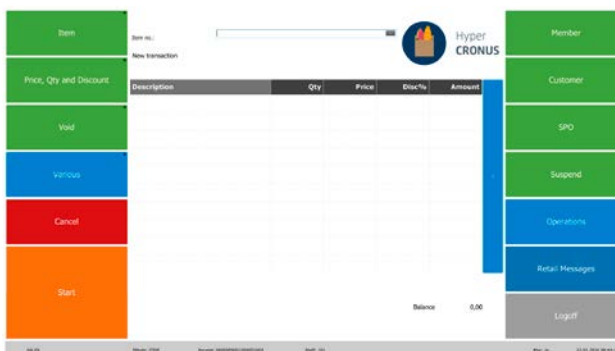 Item
Price, Qty and Discount
Void
Various
Cancel
Start
Item no.:
New transaction
Hyper
CRONUS
Description Qty Price Disc% Amount
Balance 0,00
Member
Customer
SPO
Suspend
Operations
Retail Messages
Logoff